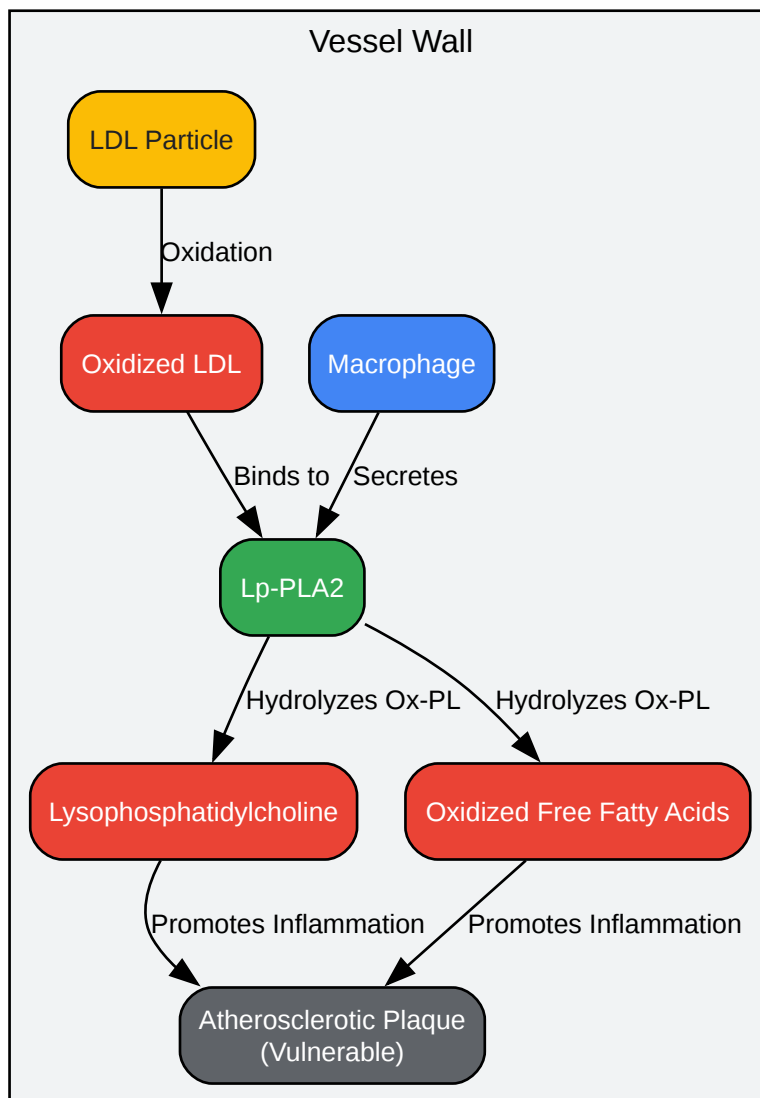 Vessel Wall
LDL Particle
Oxidation
Oxidized LDL
Macrophage
Binds to
Secretes
Lp-PLA2
Hydrolyzes Ox-PL
Hydrolyzes Ox-PL
Lysophosphatidylcholine
Oxidized Free Fatty Acids
Promotes Inflammation
Promotes Inflammation
Atherosclerotic Plaque
(Vulnerable)